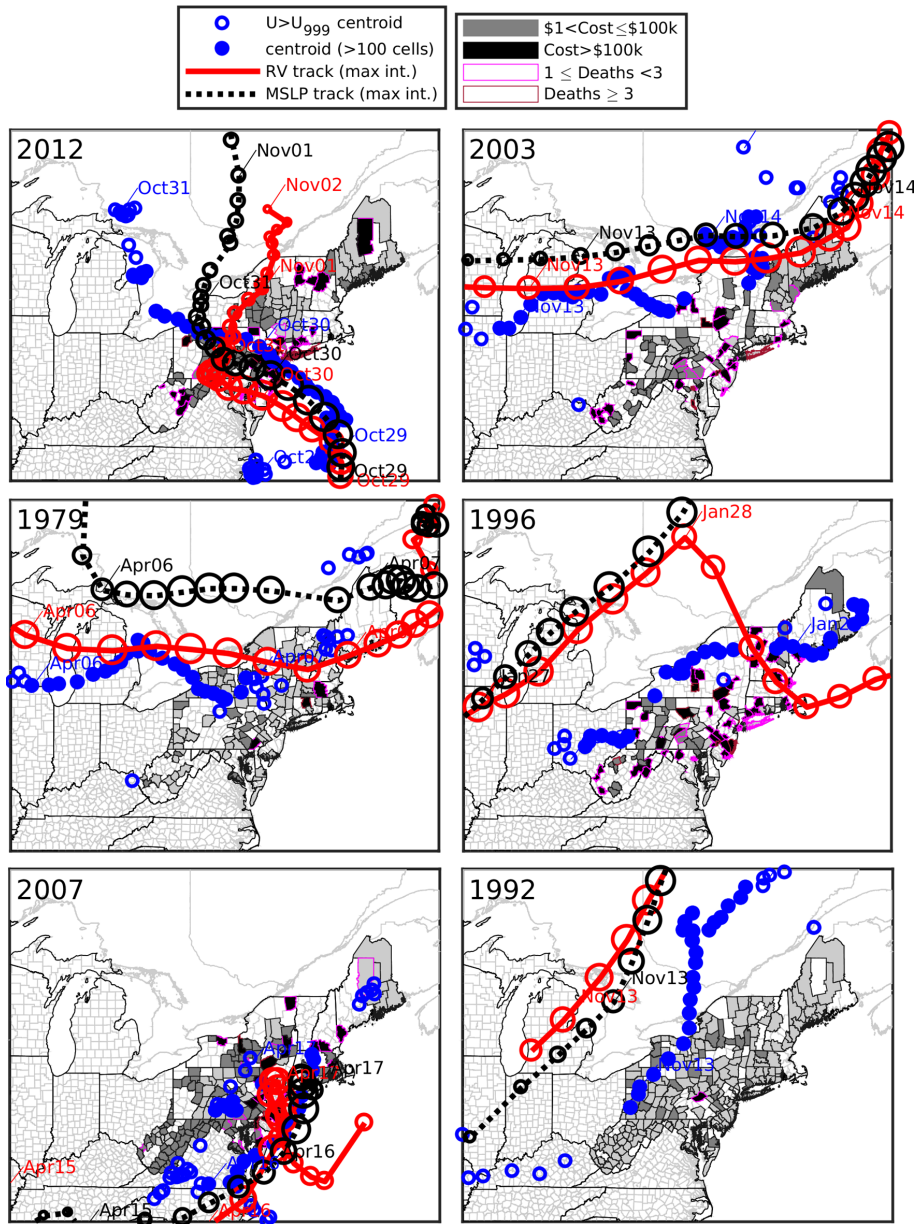 U>U999 centroid
centroid (>100 cells)
RV track (max int.)
MSLP track (max int.)
$1<Cost≤$100k
Cost>$100k
1 ≤ Deaths <3
Deaths ≥ 3
2012
Nov01
Oct31
Nov02
Nov01
Oct31
Oct30
Oct30
Oct30
Oct29
Oct29
Oct29
2003
Nov14
Nov14
Nov14
Nov13
Nov13
Nov13
1979
Apr06
Apr07
Apr06
Apr06
Apr07
1996
Jan28
Jan27
2007
Apr17
Apr16
Apr15
Apr15
Apr16
1992
Nov13
Nov13
Nov13